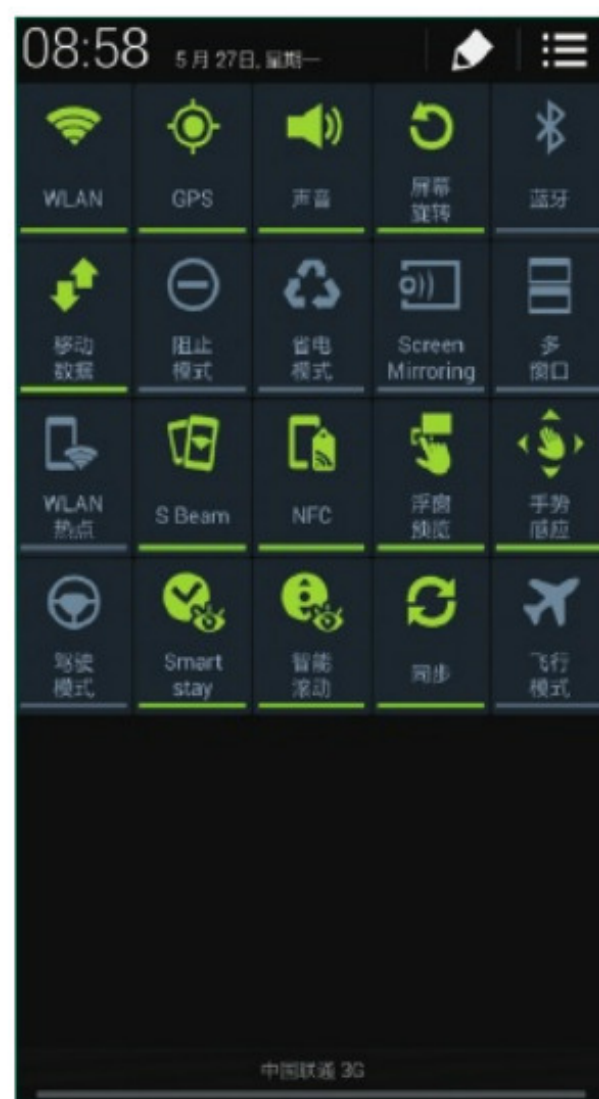 08:58 5月27日, 星期一
WLAN
GPS
声音
屏幕
旋转
蓝牙
移动
数据
阻止
模式
省电
模式
Screen
Mirroring
多
窗口
WLAN
热点
S Beam
NFC
浮窗
预览
手势
感应
驾驶
模式
Smart
stay
智能
滚动
同步
飞行
模式
中国联通 3G